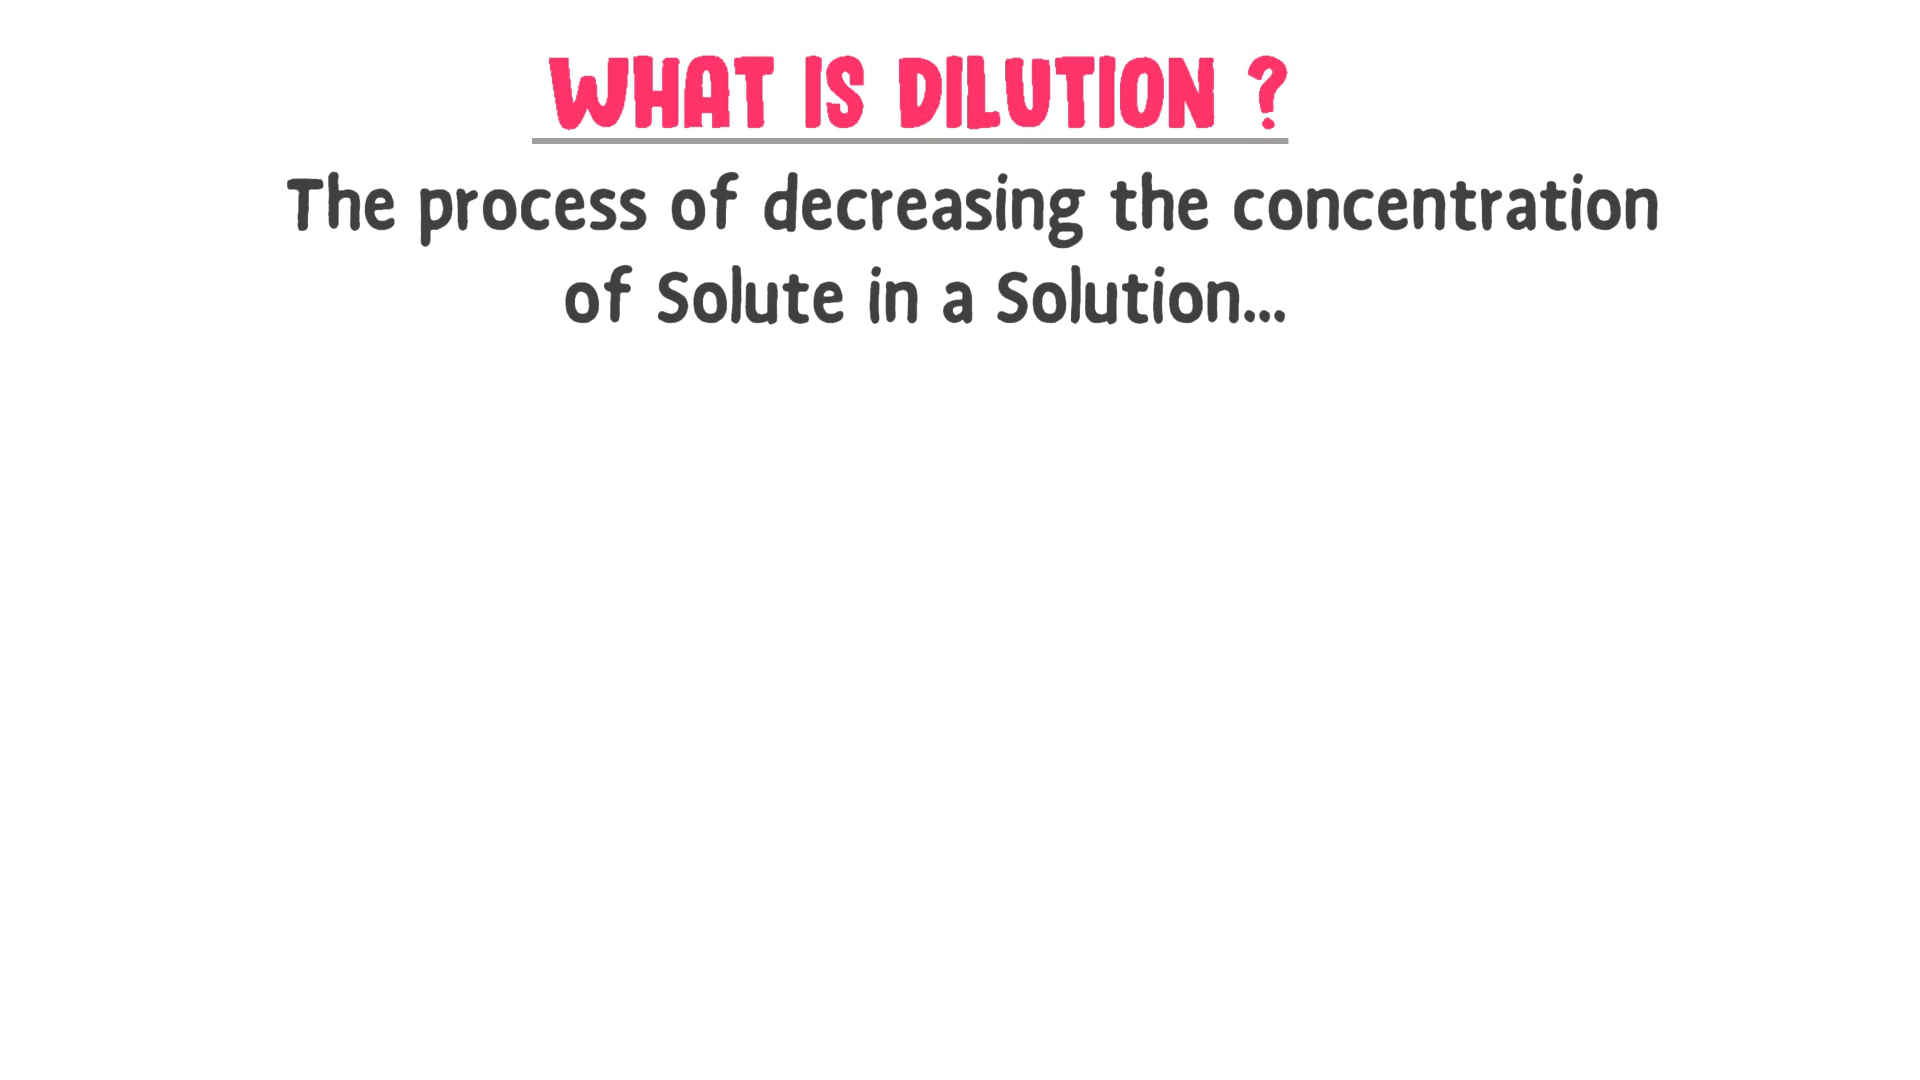 WHAT IS DILUTION ?
The process of decreasing the concentration
of Solute in a Solution...